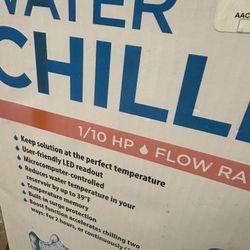 WATER
AAC
CHILL
1/10 HP 💧 FLOW RA
• Keep solution at the perfect temperature
• User-friendly LED readout
• Microcomputer-controlled
• Reduces water temperature in your
reservoir by up to 39°F
• Temperature memory
• Built-in surge protection
• Boost function accelerates chilling two
ways: For 2 hours, or continuously